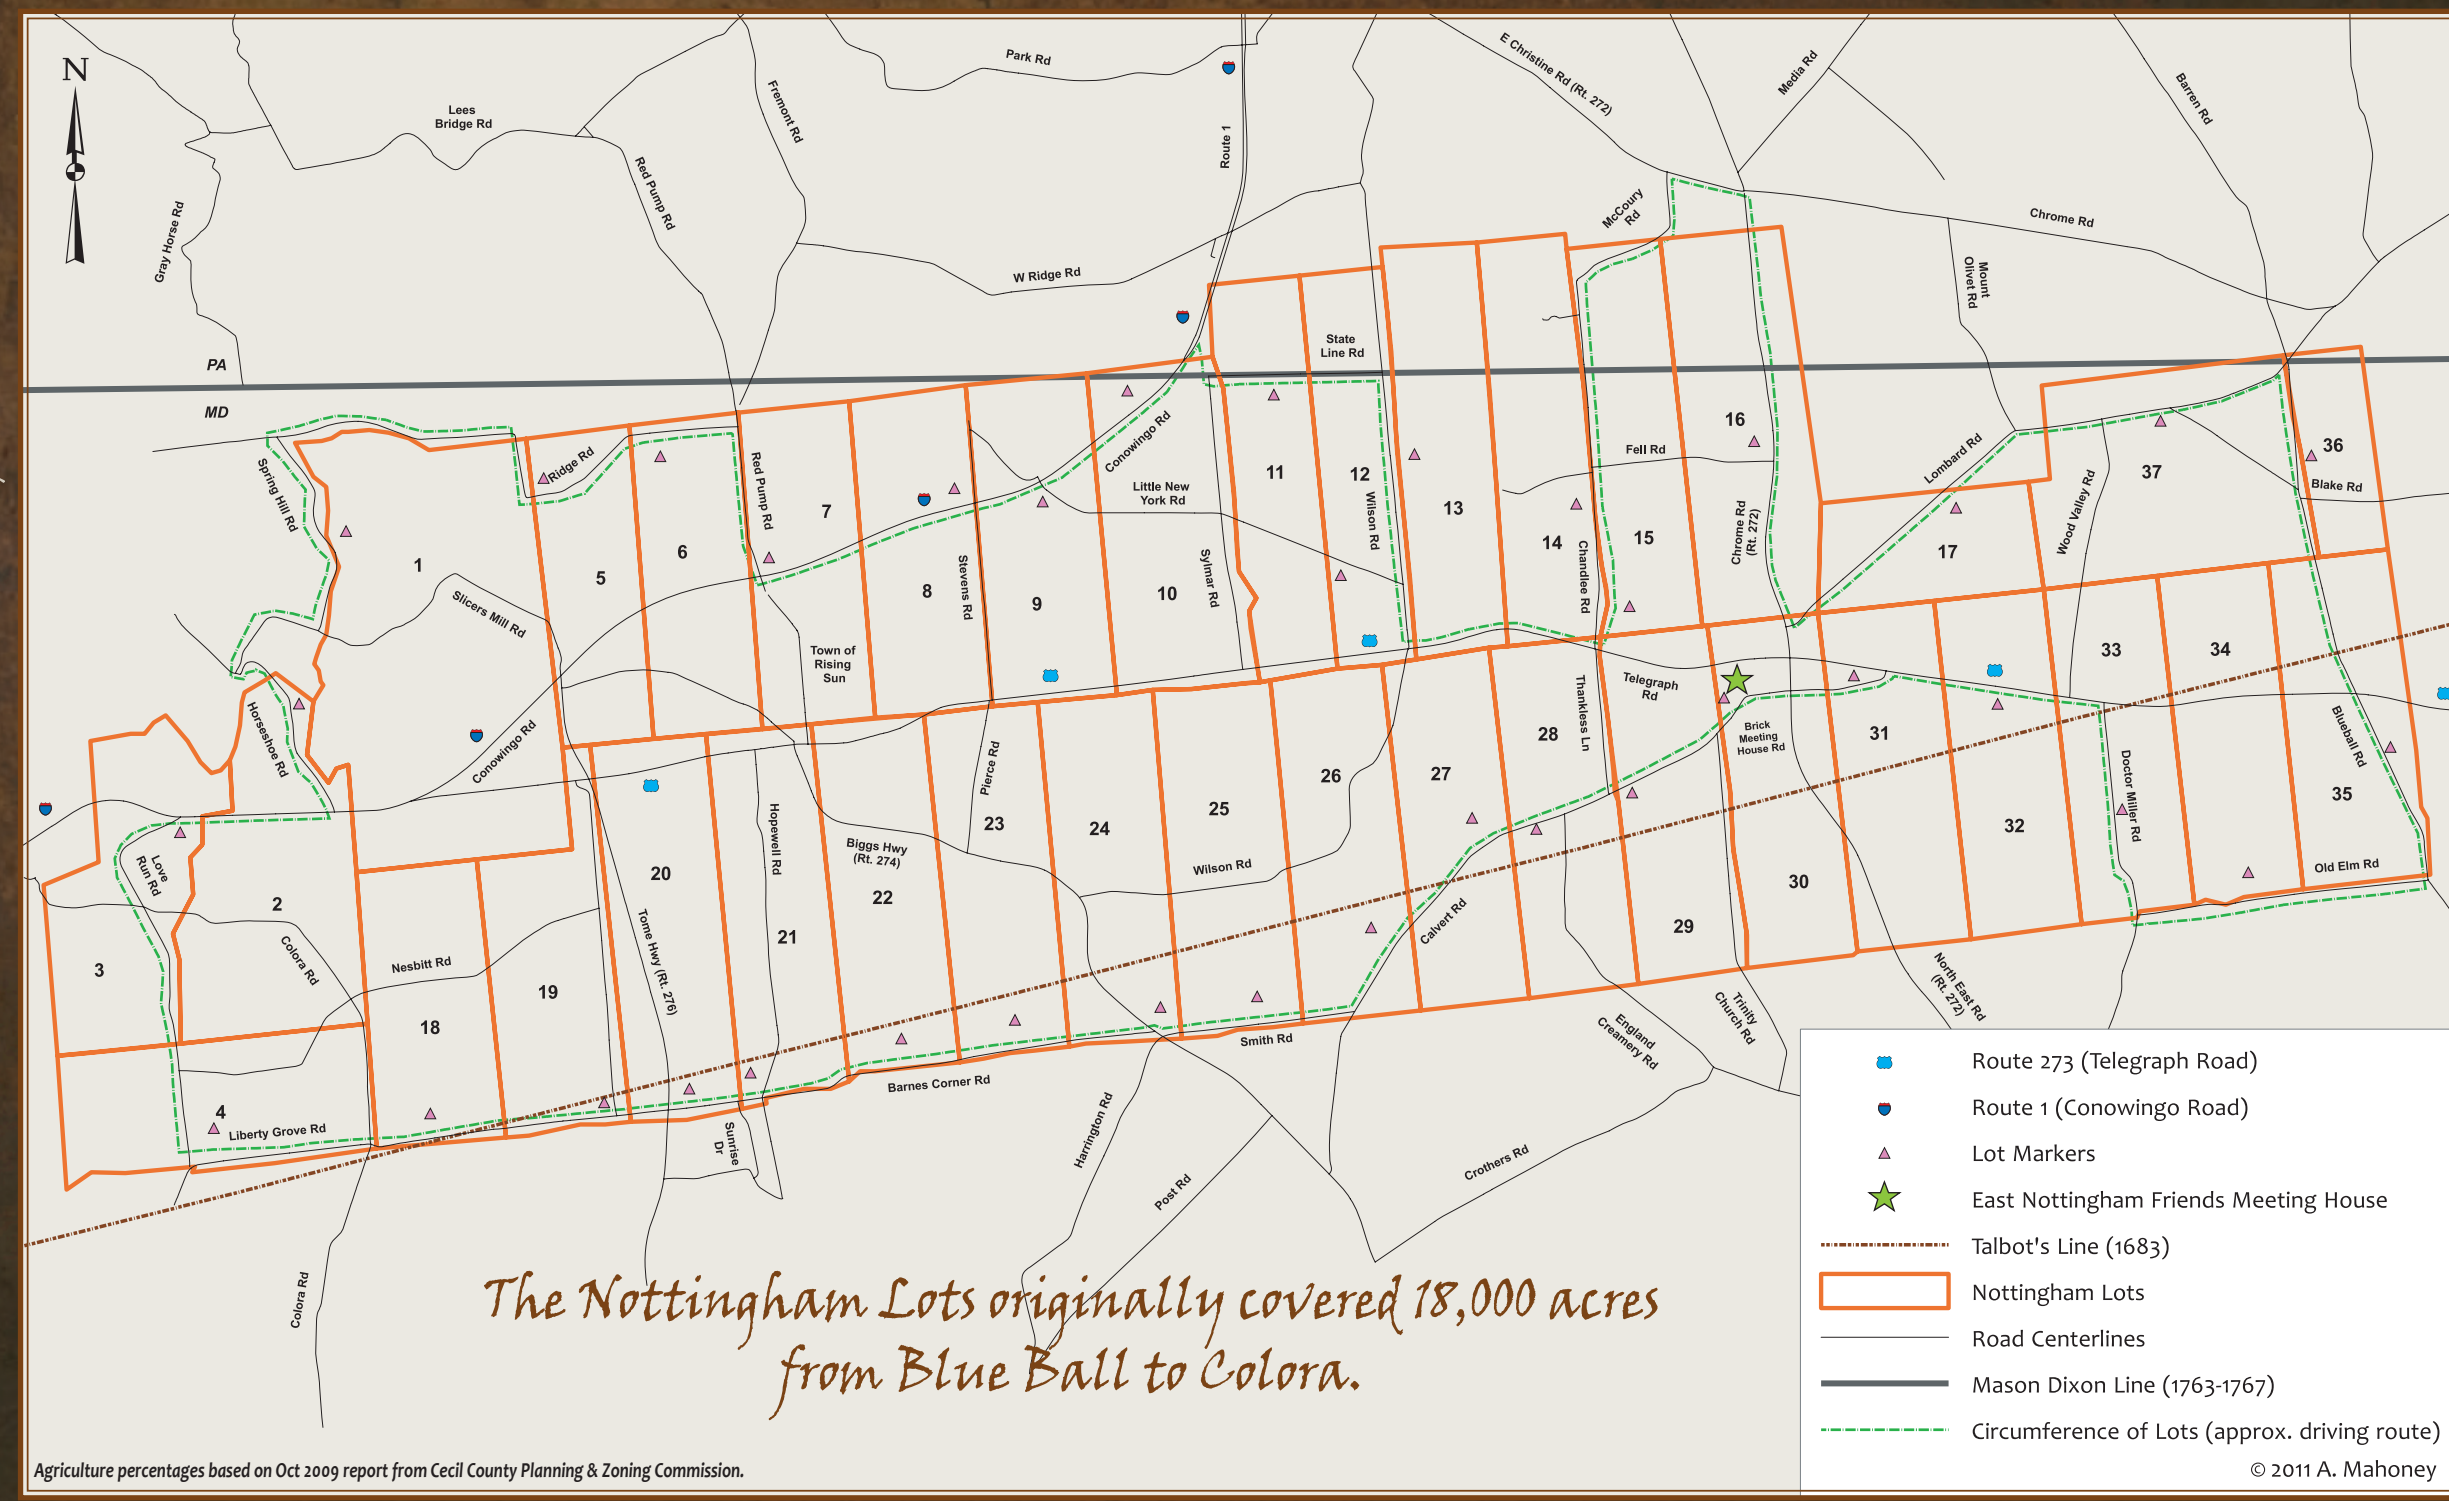 N
Park Rd
E Christine Rd (Rt. 272)
Media Rd
Barren Rd
Lees
Bridge Rd
Fremont Rd
Route 1
Red Pump Rd
Gray Horse Rd
McCoury
Rd
Chrome Rd
W Ridge Rd
Mount
Olivet Rd
State
Line Rd
PA
MD
Spring Hill Rd
Ridge Rd
Red Pump Rd
Conowingo Rd
Little New
York Rd
Wilson Rd
Fell Rd
Chrome Rd
(Rt. 272)
Lombard Rd
Wood Valley Rd
Blake Rd
1
5
6
7
8
9
10
11
12
13
14
15
16
17
37
36
Slicers Mill Rd
Stevens Rd
Sylmar Rd
Chandlee Rd
Town of
Rising
Sun
Telegraph
Rd
Thankless Ln
Brick
Meeting
House Rd
Horseshoe Rd
Conowingo Rd
Pierce Rd
Hopewell Rd
Biggs Hwy
(Rt. 274)
Wilson Rd
Calvert Rd
Doctor Miller Rd
Blueball Rd
Old Elm Rd
Love
Run Rd
Colora Rd
Nesbitt Rd
Tome Hwy (Rt. 276)
2
3
4
18
19
20
21
22
23
24
25
26
27
28
29
30
31
32
33
34
35
Liberty Grove Rd
Barnes Corner Rd
Smith Rd
Sunrise
Dr
Harrington Rd
Post Rd
Crothers Rd
England
Creamery Rd
Trinity
Church Rd
North East Rd
(Rt. 272)
Colora Rd
The Nottingham Lots originally covered 18,000 acres
from Blue Ball to Colora.
Route 273 (Telegraph Road)
Route 1 (Conowingo Road)
Lot Markers
East Nottingham Friends Meeting House
Talbot's Line (1683)
Nottingham Lots
Road Centerlines
Mason Dixon Line (1763-1767)
Circumference of Lots (approx. driving route)
© 2011 A. Mahoney
Agriculture percentages based on Oct 2009 report from Cecil County Planning & Zoning Commission.